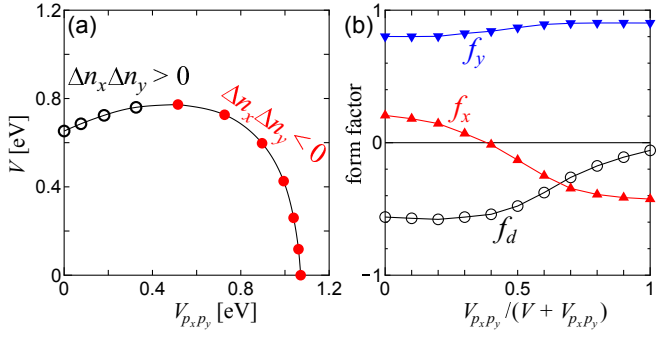 (a)
1.2
0.8
0.4
0
V [eV]
Δn_xΔn_y > 0
Δn_xΔn_y < 0
0 0.4 0.8 1.2
V_{p_xp_y} [eV]
(b)
1
0
−1
form factor
f_y
f_x
f_d
0 0.5 1
V_{p_xp_y}/(V + V_{p_xp_y})